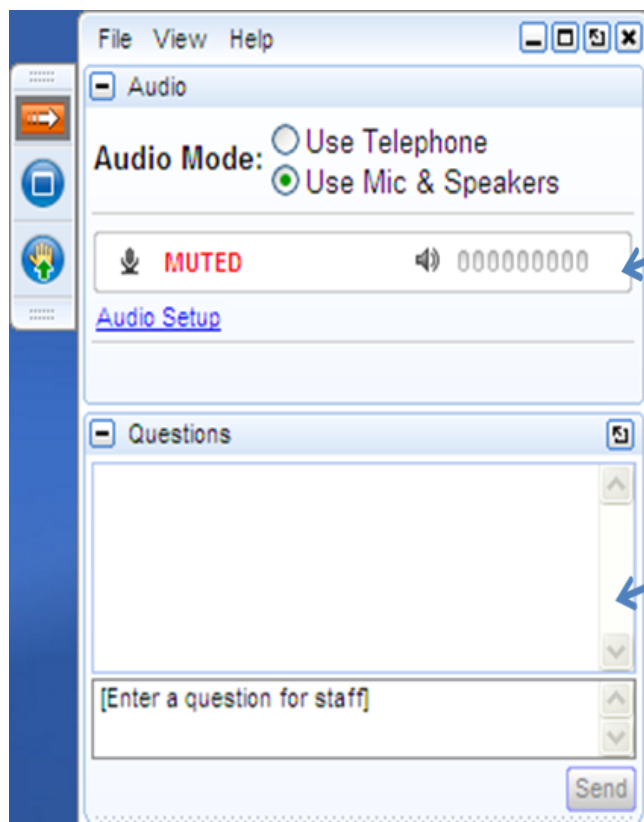 File View Help
Audio
Audio Mode:
Use Telephone
Use Mic & Speakers
MUTED 000000000
Audio Setup
Questions
[Enter a question for staff]
Send